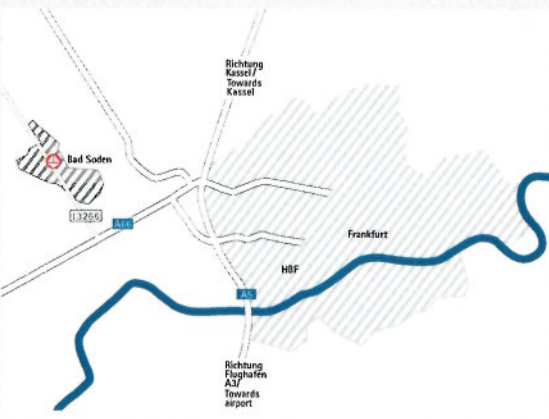 Richtung
Kassel/
Towards
Kassel
Bad Soden
L3266
A66
Frankfurt
HBF
A5
Richtung
Flughafen
A3/
Towards
airport